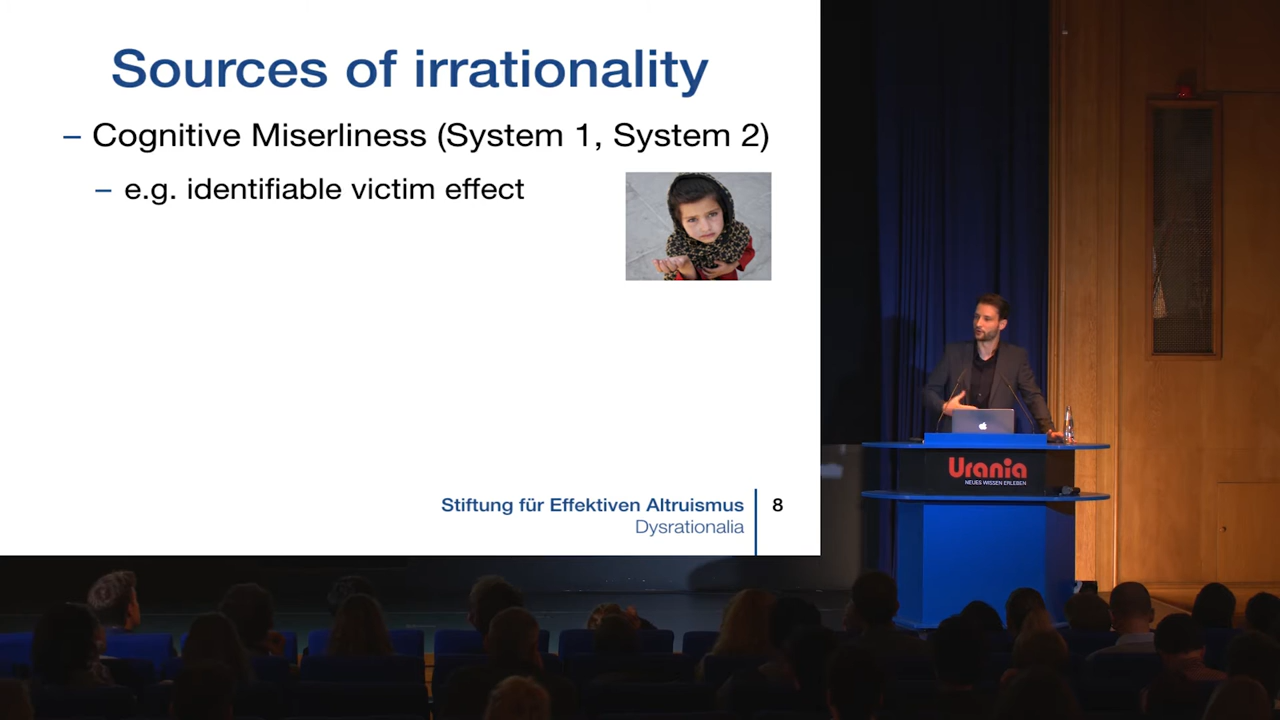 Sources of irrationality
– Cognitive Miserliness (System 1, System 2)
– e.g. identifiable victim effect
Stiftung für Effektiven Altruismus
Dysrationalia
8
Urania
NEUES WISSEN ERLEBEN